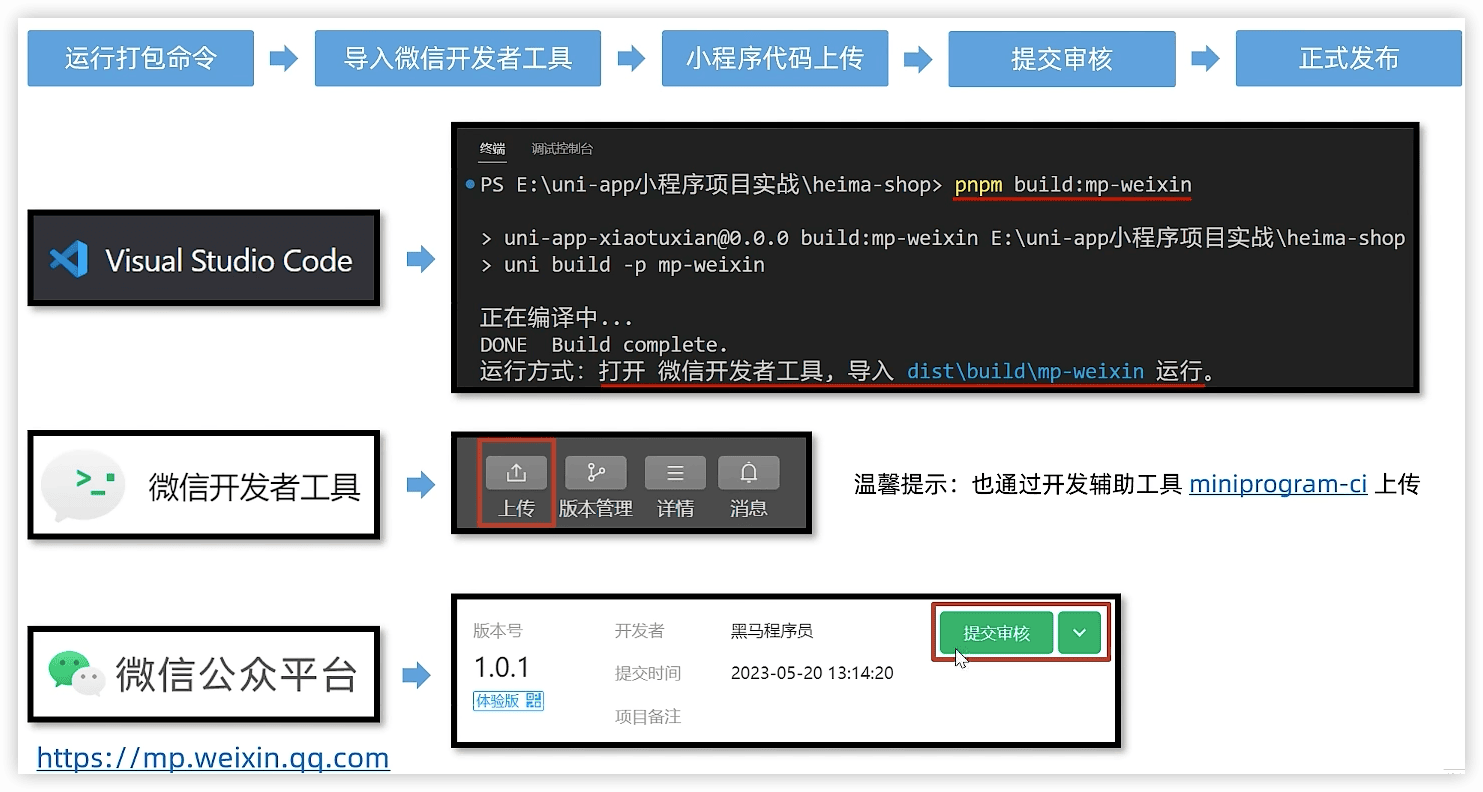 运行打包命令
导入微信开发者工具
小程序代码上传
提交审核
正式发布
终端 调试控制台
PS E:\uni-app小程序项目实战\heima-shop> pnpm build:mp-weixin
> uni-app-xiaotuxian@0.0.0 build:mp-weixin E:\uni-app小程序项目实战\heima-shop
> uni build -p mp-weixin
正在编译中...
DONE  Build complete.
运行方式：打开 微信开发者工具, 导入 dist\build\mp-weixin 运行。
Visual Studio Code
微信开发者工具
上传 版本管理 详情 消息
温馨提示：也通过开发辅助工具 miniprogram-ci 上传
微信公众平台
https://mp.weixin.qq.com
版本号
1.0.1
体验版
开发者 黑马程序员
提交时间 2023-05-20 13:14:20
项目备注
提交审核